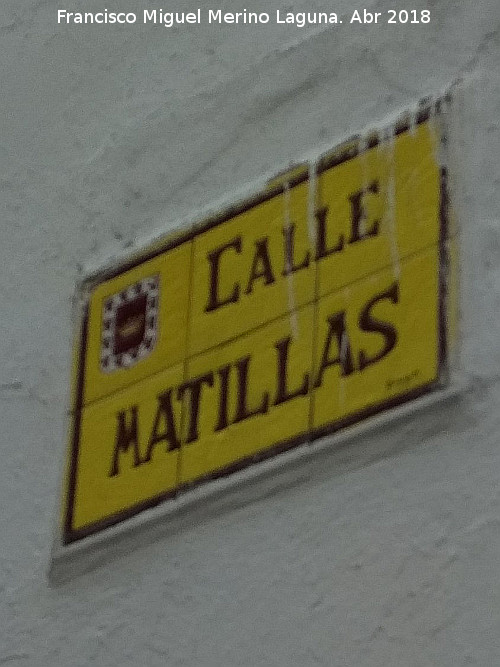 Francisco Miguel Merino Laguna. Abr 2018
CALLE
MATILLAS